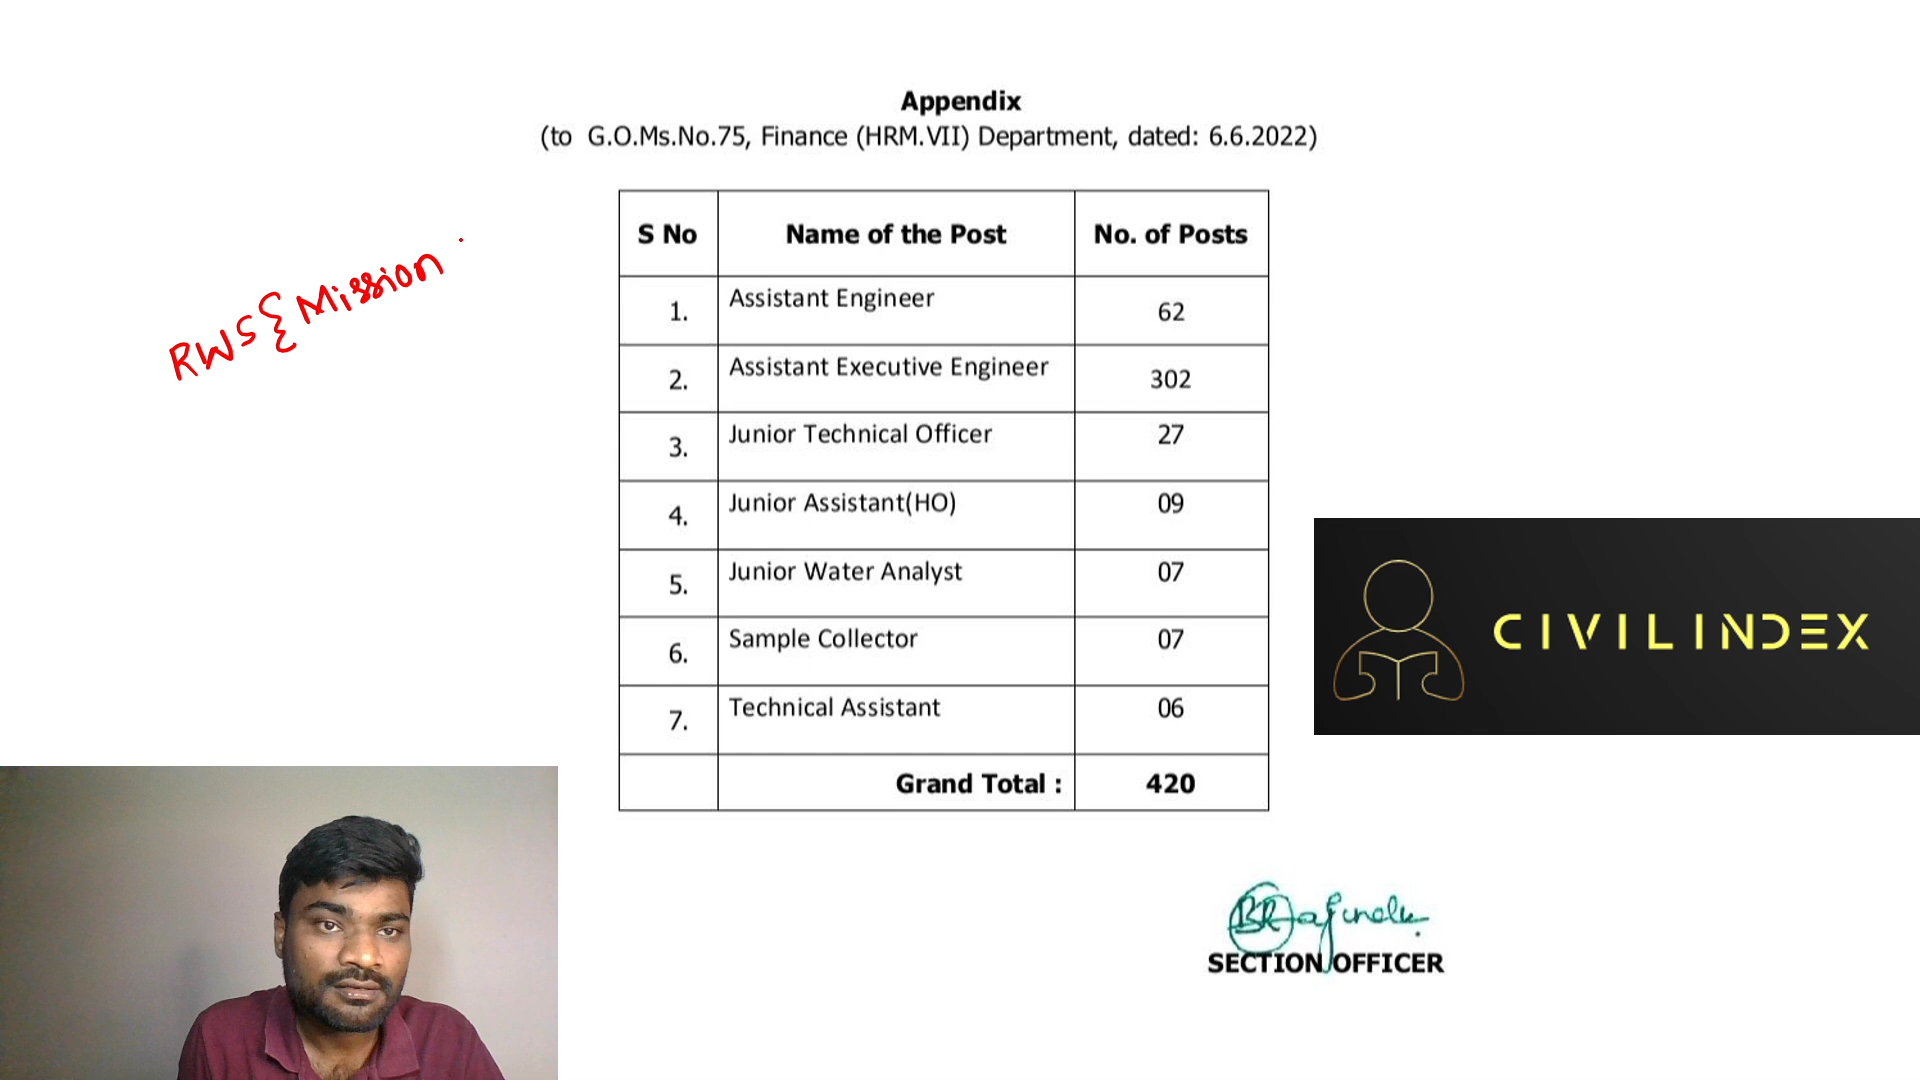 Appendix
(to G.O.Ms.No.75, Finance (HRM.VII) Department, dated: 6.6.2022)
S No Name of the Post No. of Posts
1. Assistant Engineer 62
2. Assistant Executive Engineer 302
3. Junior Technical Officer 27
4. Junior Assistant(HO) 09
5. Junior Water Analyst 07
6. Sample Collector 07
7. Technical Assistant 06
Grand Total : 420
RWS { Mission
CIVILINDEX
SECTION OFFICER